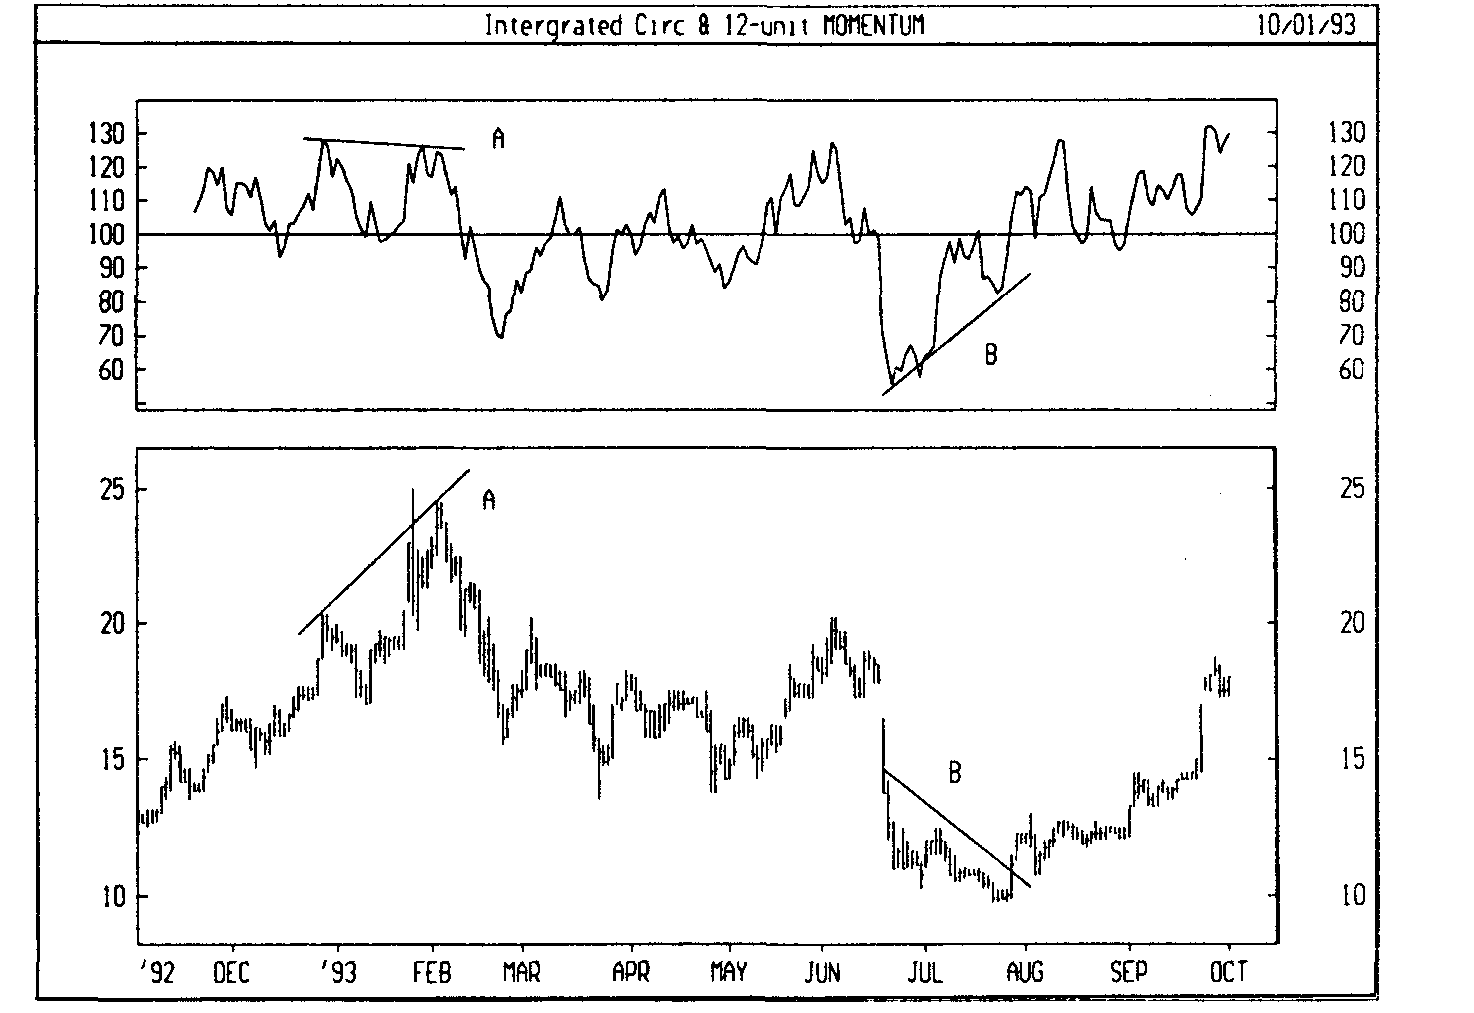 Intergrated Circ & 12-unit MOMENTUM 10/01/93
A
130 130
120 120
110 110
100 100
90 90
80 80
70 70
B
60 60
25 25
A
20 20
15 15
B
10 10
'92 DEC '93 FEB MAR APR MAY JUN JUL AUG SEP OCT